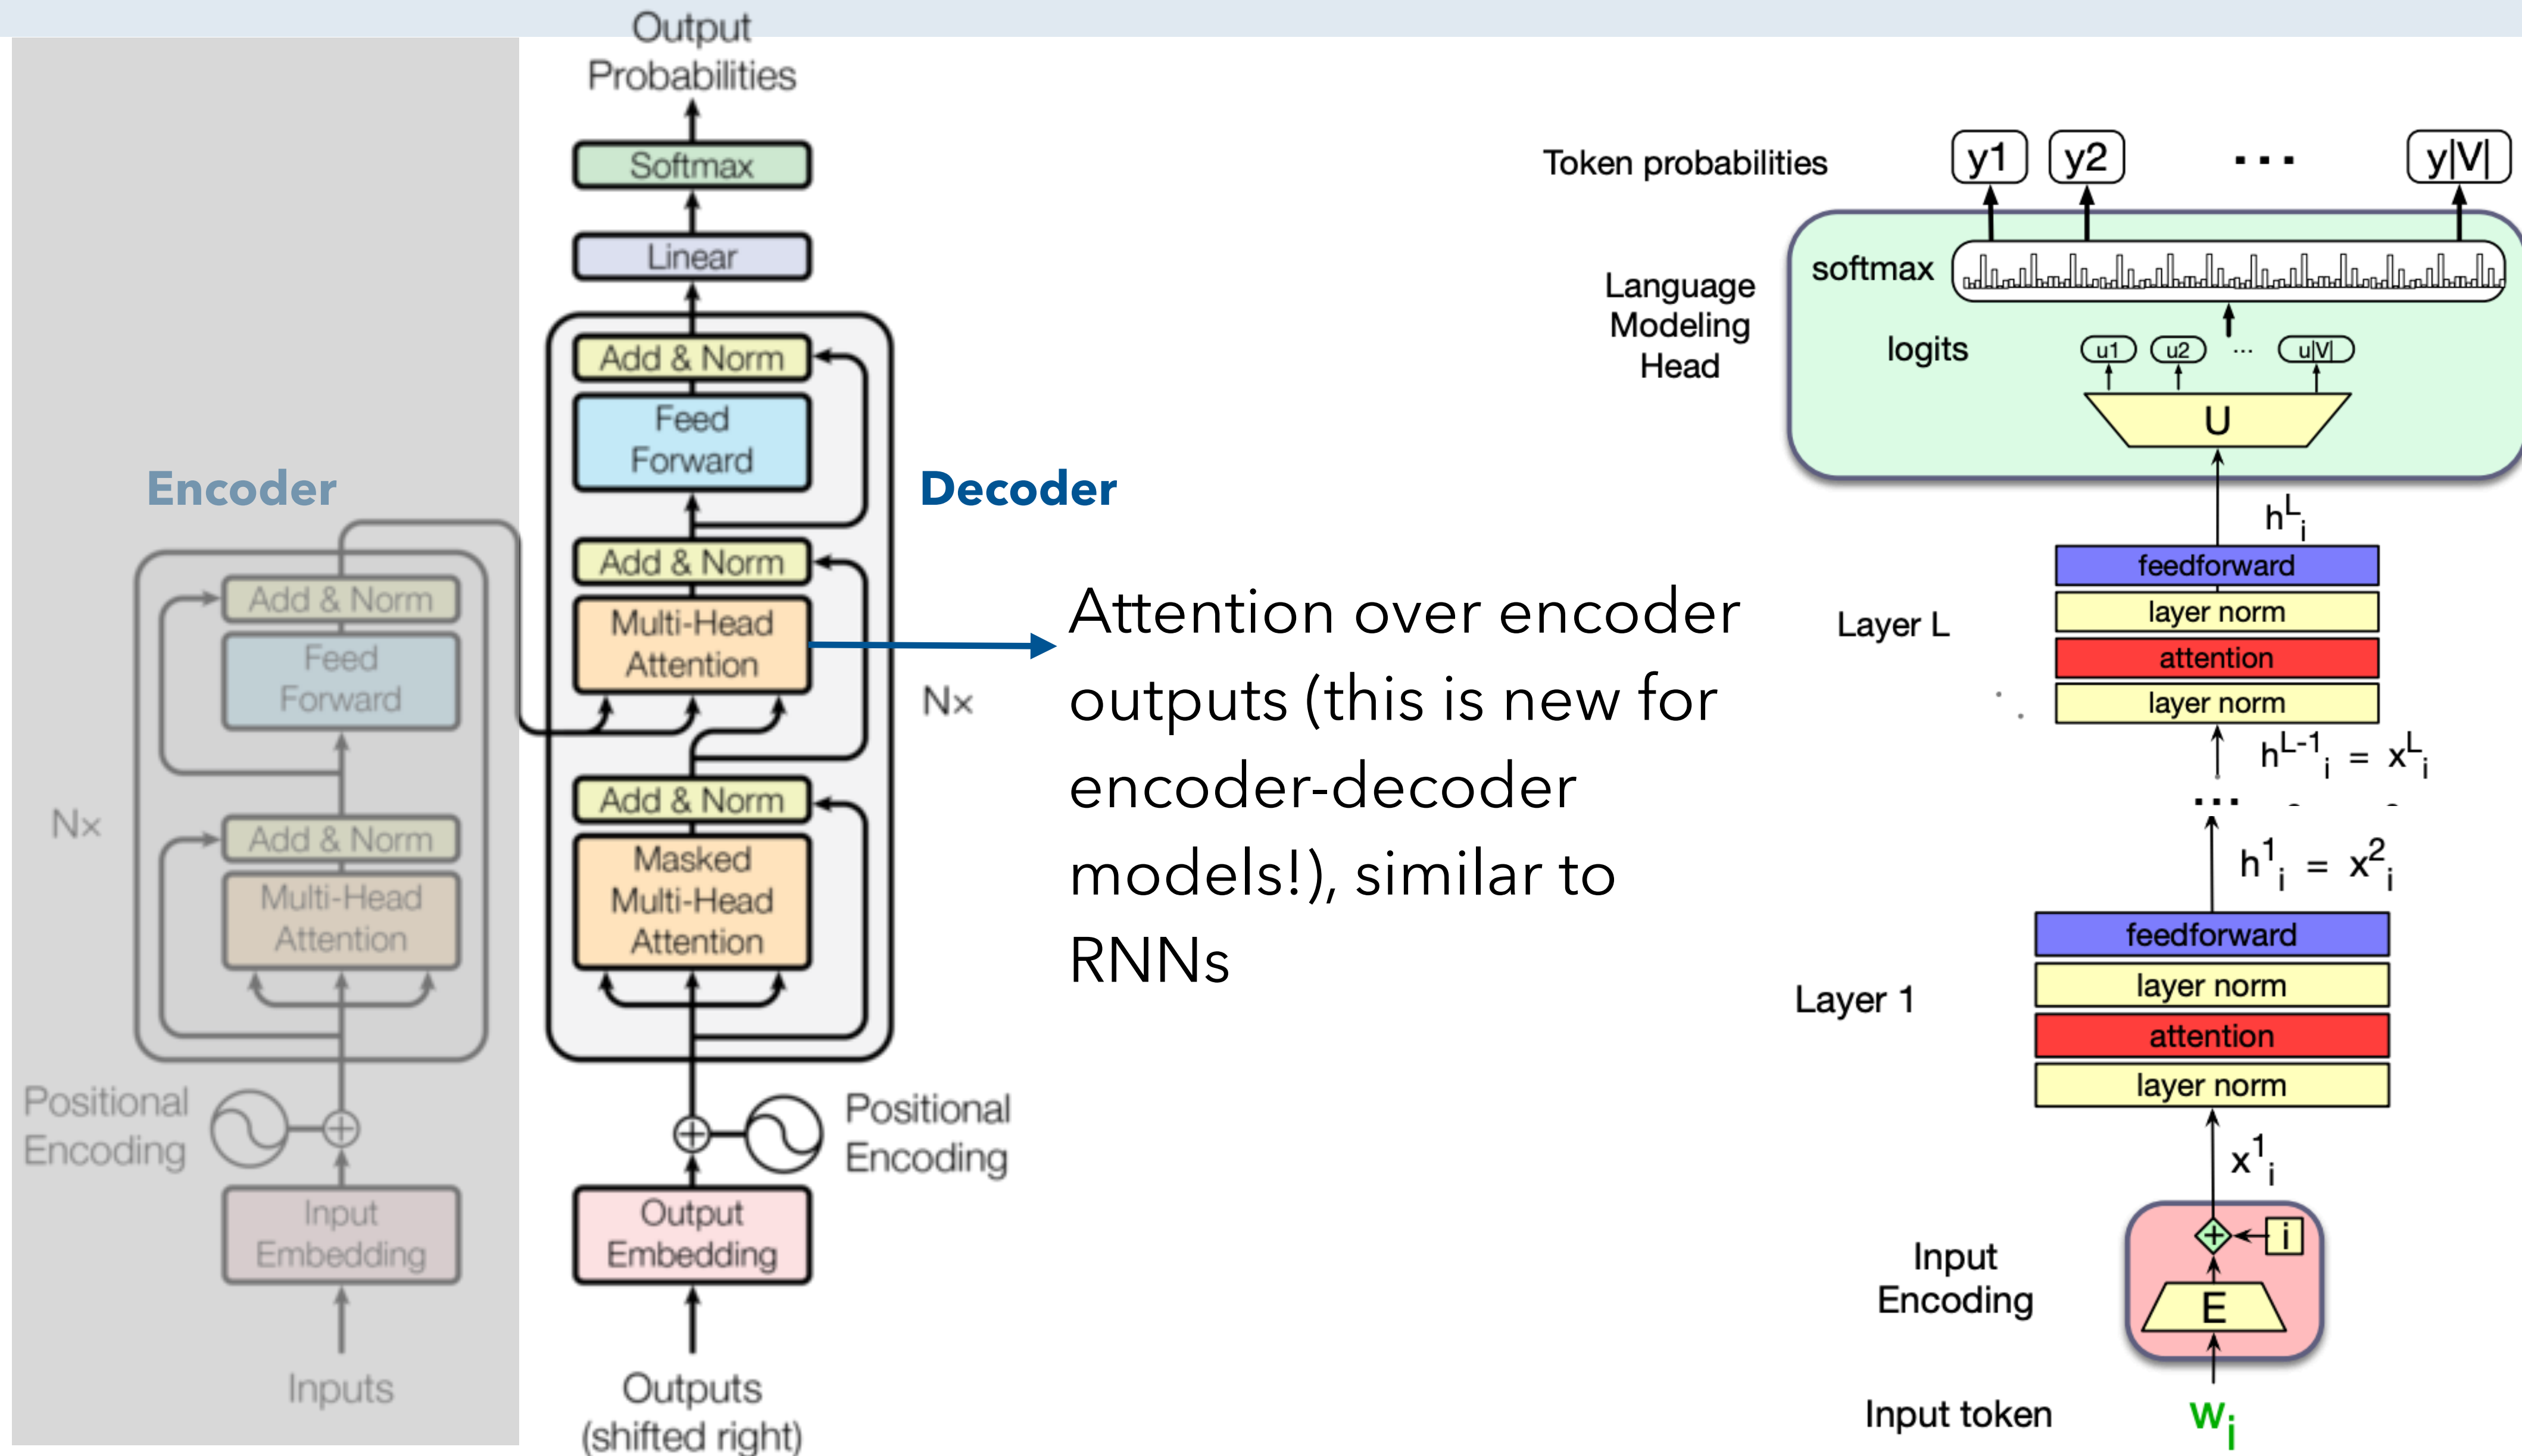 Output
Probabilities
Softmax
Linear
Add & Norm
Feed
Forward
Add & Norm
Multi-Head
Attention
Nx
Add & Norm
Masked
Multi-Head
Attention
Positional
Encoding
Output
Embedding
Outputs
(shifted right)
Encoder
Add & Norm
Feed
Forward
Nx
Add & Norm
Multi-Head
Attention
Positional
Encoding
Input
Embedding
Inputs
Decoder
Attention over encoder
outputs (this is new for
encoder-decoder
models!), similar to
RNNs
Token probabilities y1 y2 ... y|V|
Language
Modeling
Head
softmax
logits u1 u2 ... u|V|
U
h^L_i
Layer L
feedforward
layer norm
attention
layer norm
h^{L-1}_i = x^L_i
...
h^1_i = x^2_i
Layer 1
feedforward
layer norm
attention
layer norm
x^1_i
Input
Encoding
+ i
E
Input token w_i